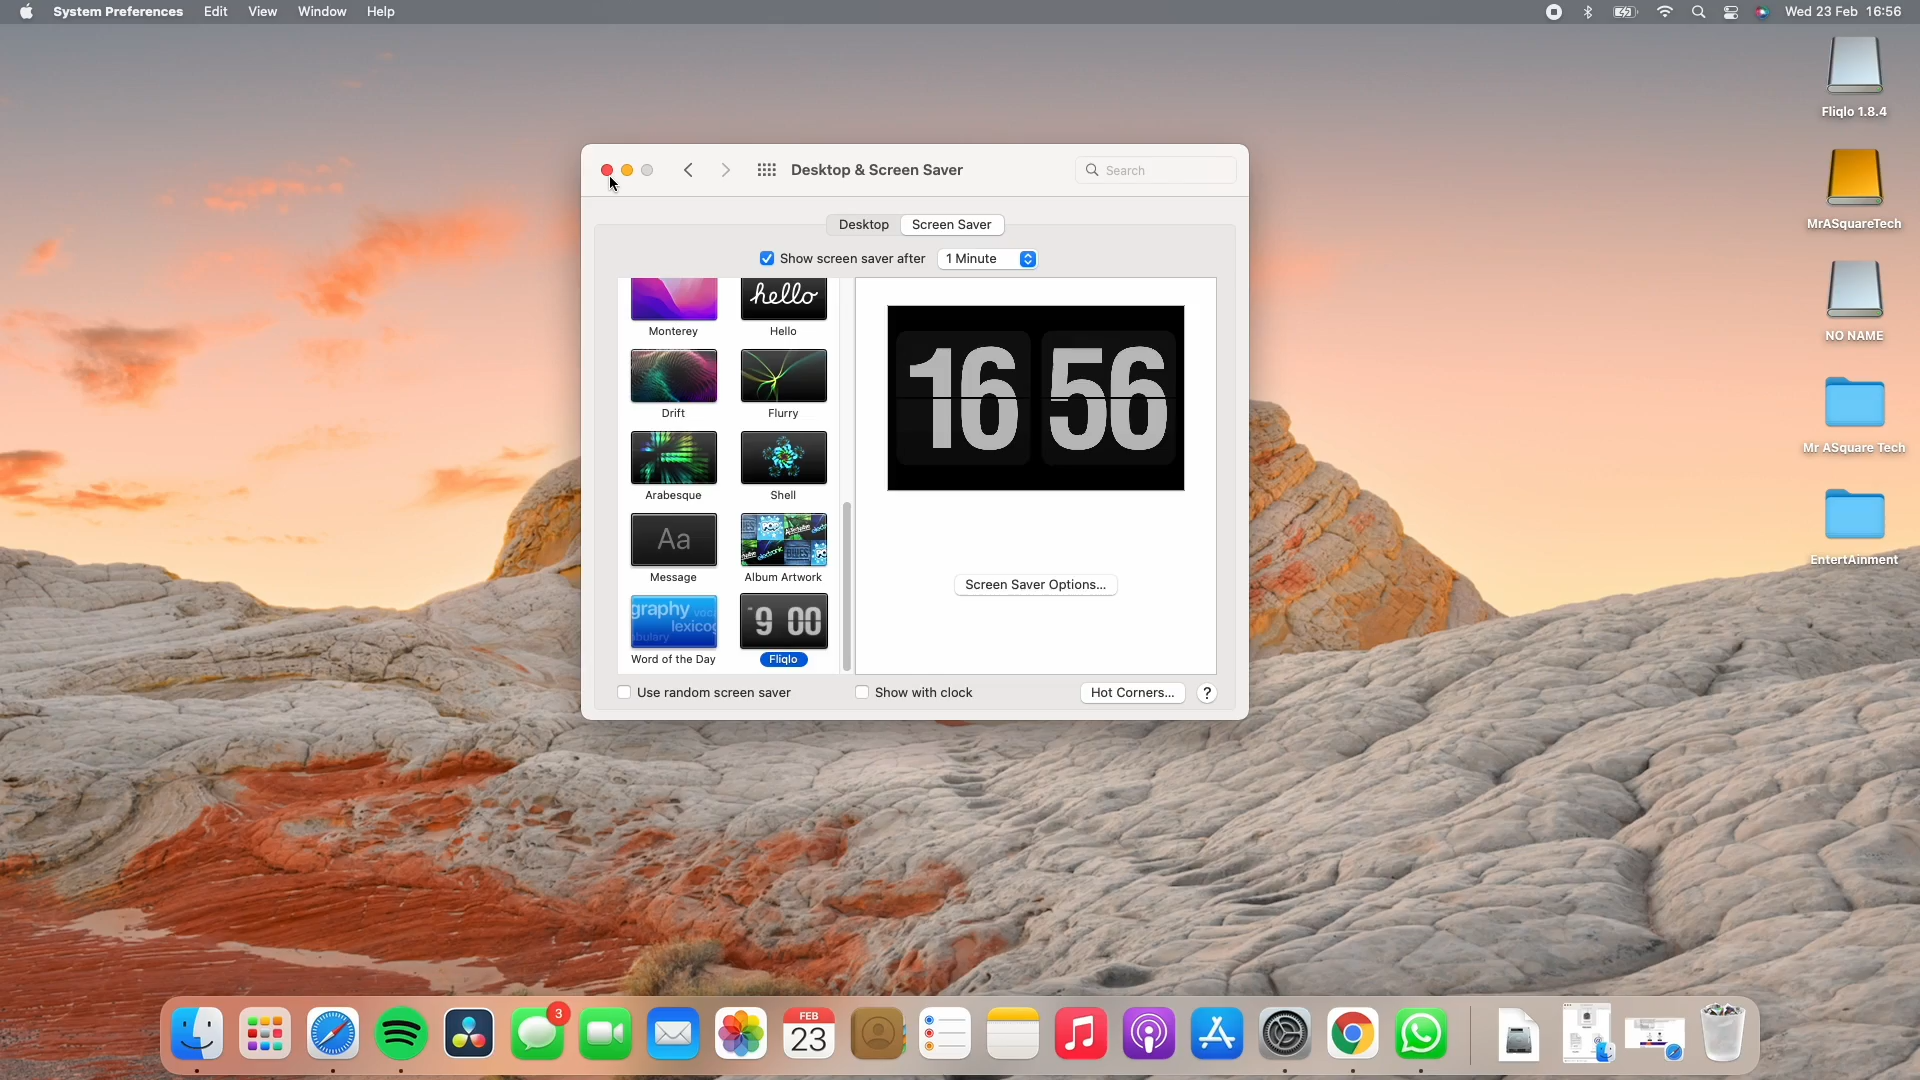 System Preferences Edit View Window Help
Wed 23 Feb 16:56
Fliqlo 1.8.4
MrASquareTech
NO NAME
Mr ASquare Tech
EntertAinment
Desktop & Screen Saver
Search
Desktop Screen Saver
Show screen saver after 1 Minute
hello
Monterey Hello
Drift Flurry
Arabesque Shell
Aa
Message Album Artwork
graphy
lexico
9 00
Word of the Day Fliqlo
16 56
Screen Saver Options...
Use random screen saver Show with clock Hot Corners... ?
3
FEB
23